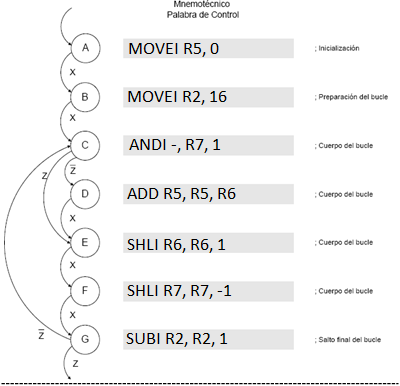 Mnemotécnico
Palabra de Control
A MOVEI R5, 0 ; Inicialización
X
B MOVEI R2, 16 ; Preparación del bucle
X
C ANDI -, R7, 1 ; Cuerpo del bucle
Z z̅
D ADD R5, R5, R6 ; Cuerpo del bucle
X
E SHLI R6, R6, 1 ; Cuerpo del bucle
X
F SHLI R7, R7, -1 ; Cuerpo del bucle
X
G SUBI R2, R2, 1 ; Salto final del bucle
z̅ Z